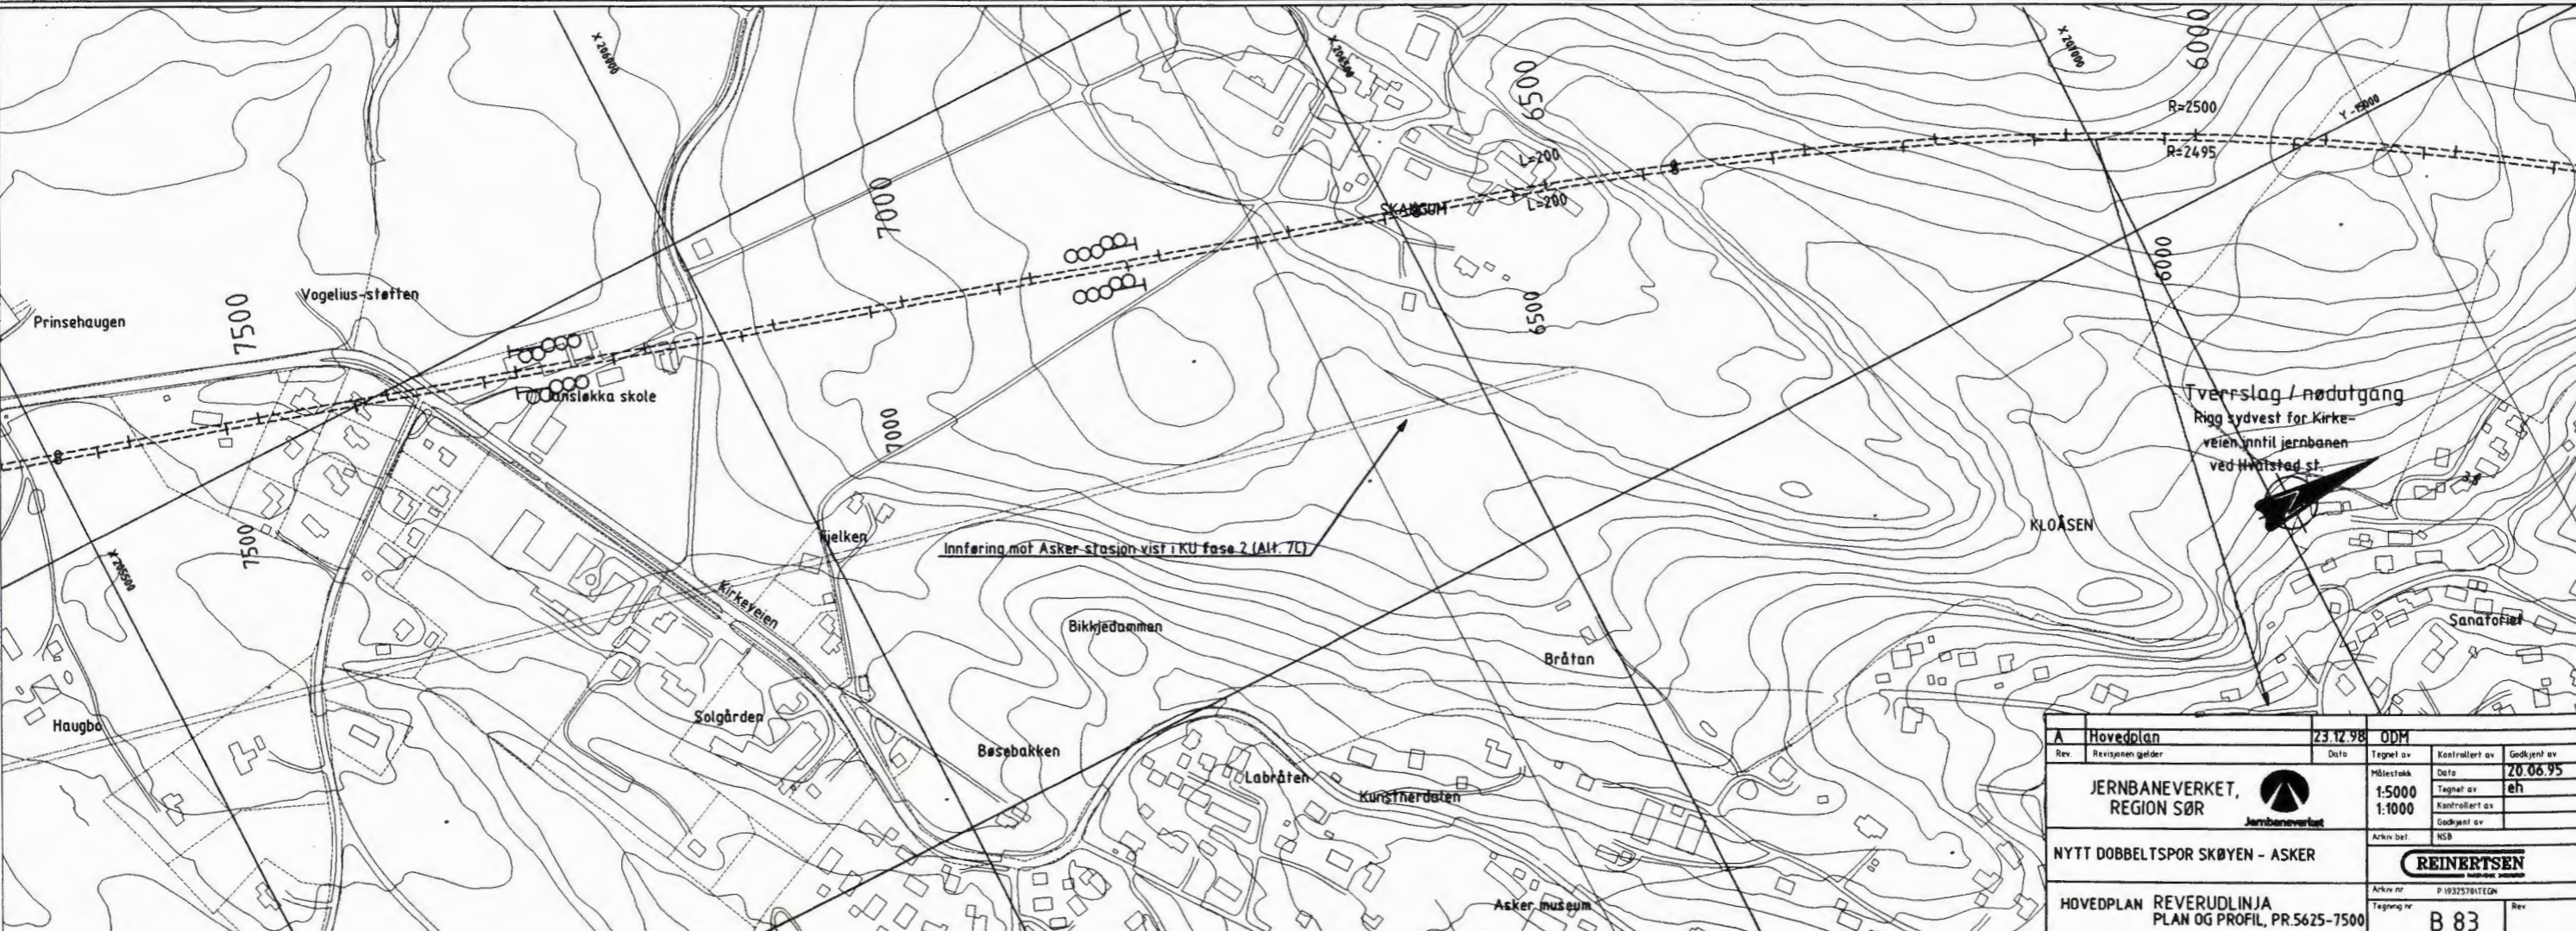 X 206000
X 206500
X 207000
6000
7000
6500
R=2500
Y -15000
R=2495
L=200
L=200
SKAUGUM
6000
Prinsehaugen
7500
Vogelius-støtten
6500
Jansløkka skole
7000
Tverrslag / nødutgang
Rigg sydvest for Kirke-
veien inntil jernbanen
ved Hvalstad st.
KLOÅSEN
7500
X 205500
Tjelken
Innføring mot Asker stasjon vist i KU fase 2 (Alt. 7C)
Kirkeveien
Bikkjedammen
Bråtan
Sanatoriet
Haugbo
Solgården
Bøsebakken
Labråten
Kunstnerdalen
Asker museum
A Hovedplan 23.12.98 ODM
Rev. Revisjonen gjelder Dato Tegnet av Kontrollert av Godkjent av
JERNBANEVERKET,
REGION SØR
Jernbaneverket
Målestokk
1:5000
1:1000
Dato 20.06.95
Tegnet av eh
Kontrollert av
Godkjent av
Arkiv bet. NSB
NYTT DOBBELTSPOR SKØYEN - ASKER
REINERTSEN
HOVEDPLAN REVERUDLINJA
PLAN OG PROFIL, PR.5625-7500
Arkiv nr
Tegning nr
B 83
Rev